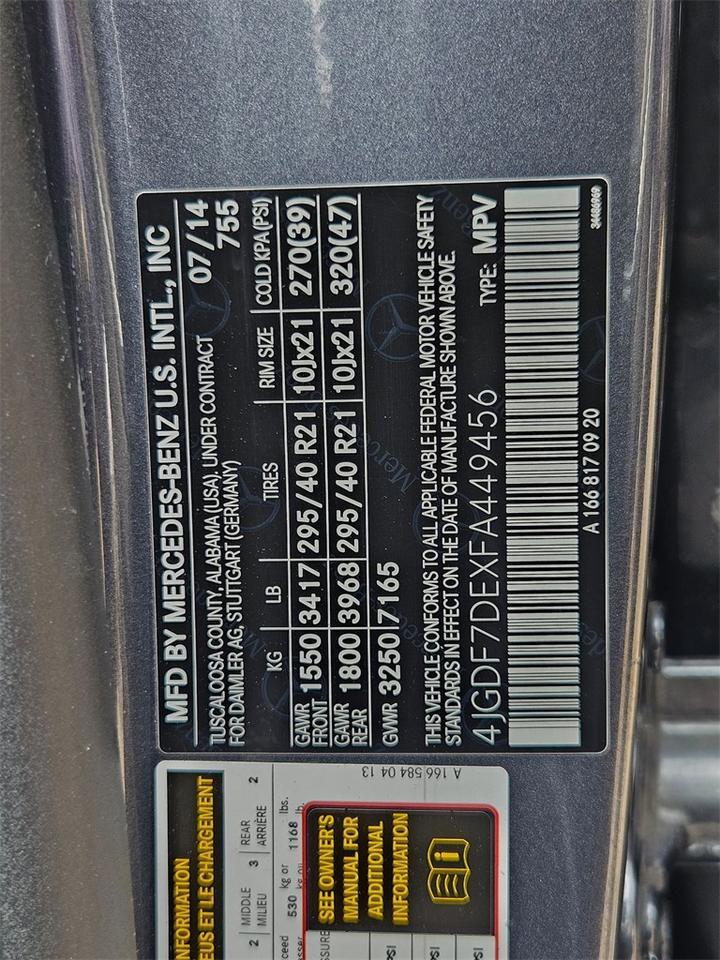 MFD BY MERCEDES-BENZ U.S. INTL., INC
TUSCALOOSA COUNTY, ALABAMA (USA), UNDER CONTRACT 07/14
FOR DAIMLER AG, STUTTGART (GERMANY) 755
KG LB TIRES RIM SIZE COLD KPA (PSI)
GAWR FRONT 1550 3417 295/40 R21 10Jx21 270(39)
GAWR REAR 1800 3968 295/40 R21 10Jx21 320(47)
GVWR 3250 7165
THIS VEHICLE CONFORMS TO ALL APPLICABLE FEDERAL MOTOR VEHICLE SAFETY
STANDARDS IN EFFECT ON THE DATE OF MANUFACTURE SHOWN ABOVE.
4JGDF7DEXFA449456 TYPE: MPV
A 166 817 09 20
34486969
INFORMATION
EUS ET LE CHARGEMENT
2 MIDDLE MILIEU 3 REAR ARRIÈRE 2
ceed 530 kg or 1168 lbs.
SEE OWNER'S
MANUAL FOR
ADDITIONAL
INFORMATION
PSI
PSI
A 166 584 04 13